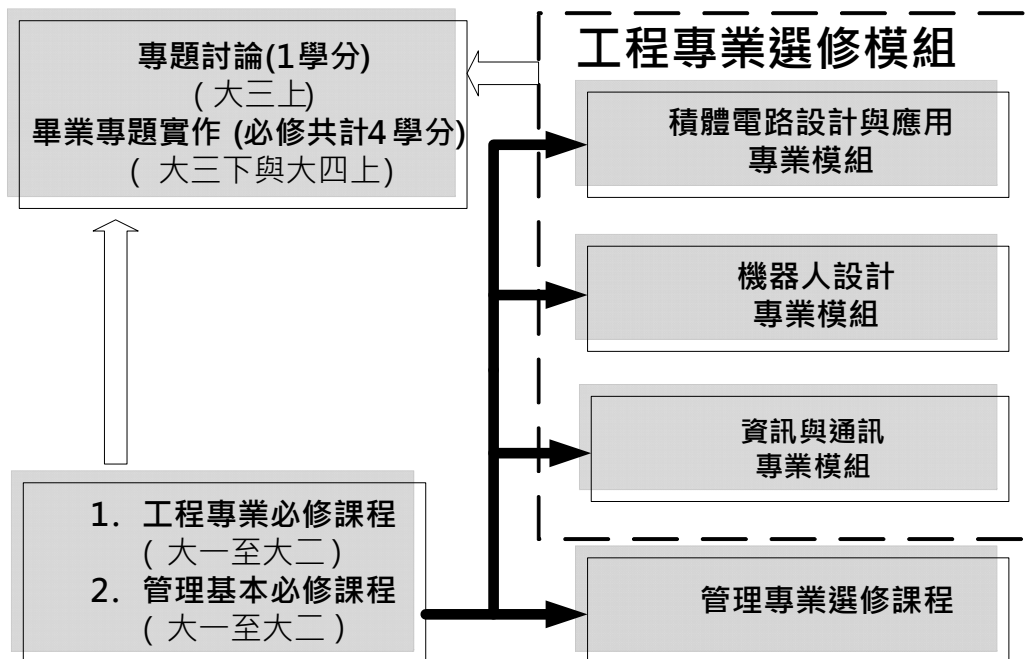 專題討論(1學分)
(大三上)
畢業專題實作 (必修共計4學分)
( 大三下與大四上)
工程專業選修模組
積體電路設計與應用
專業模組
機器人設計
專業模組
資訊與通訊
專業模組
1. 工程專業必修課程
( 大一至大二)
2. 管理基本必修課程
( 大一至大二 )
管理專業選修課程